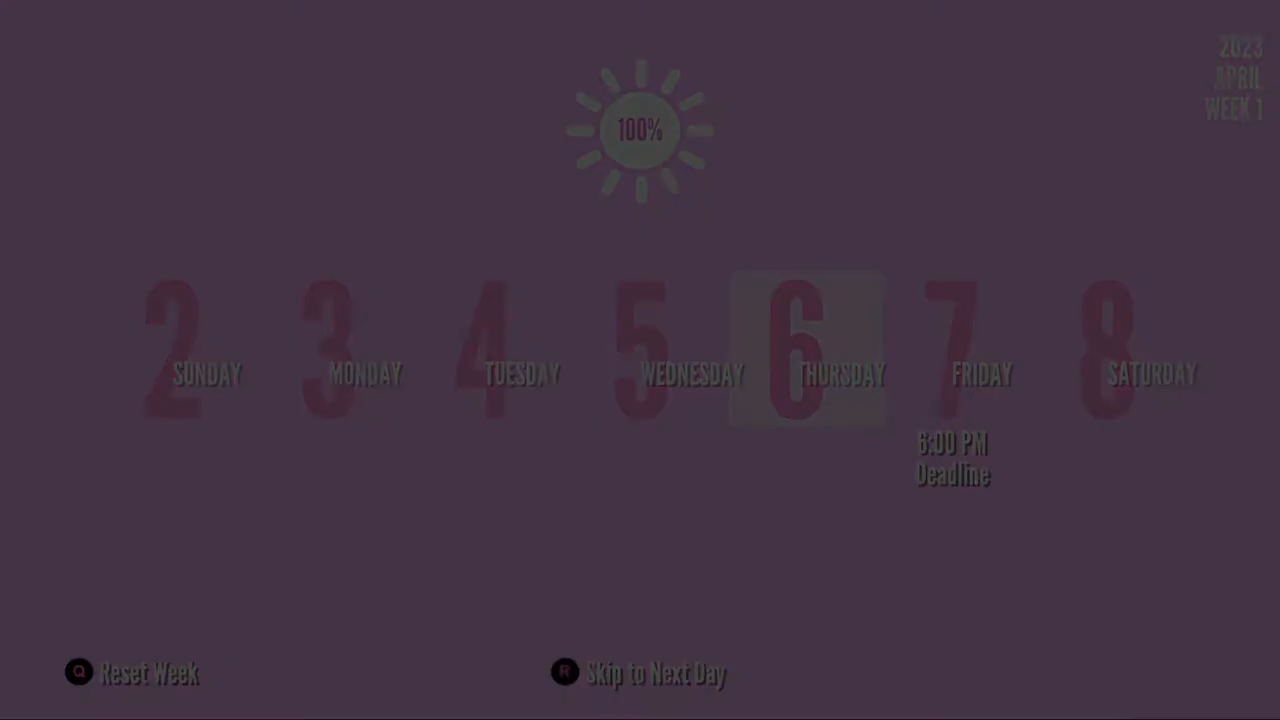 2023
APRIL
WEEK 1
100%
2 3 4 5 6 7 8
SUNDAY MONDAY TUESDAY WEDNESDAY THURSDAY FRIDAY SATURDAY
6:00 PM
Deadline
Q Reset Week R Skip to Next Day